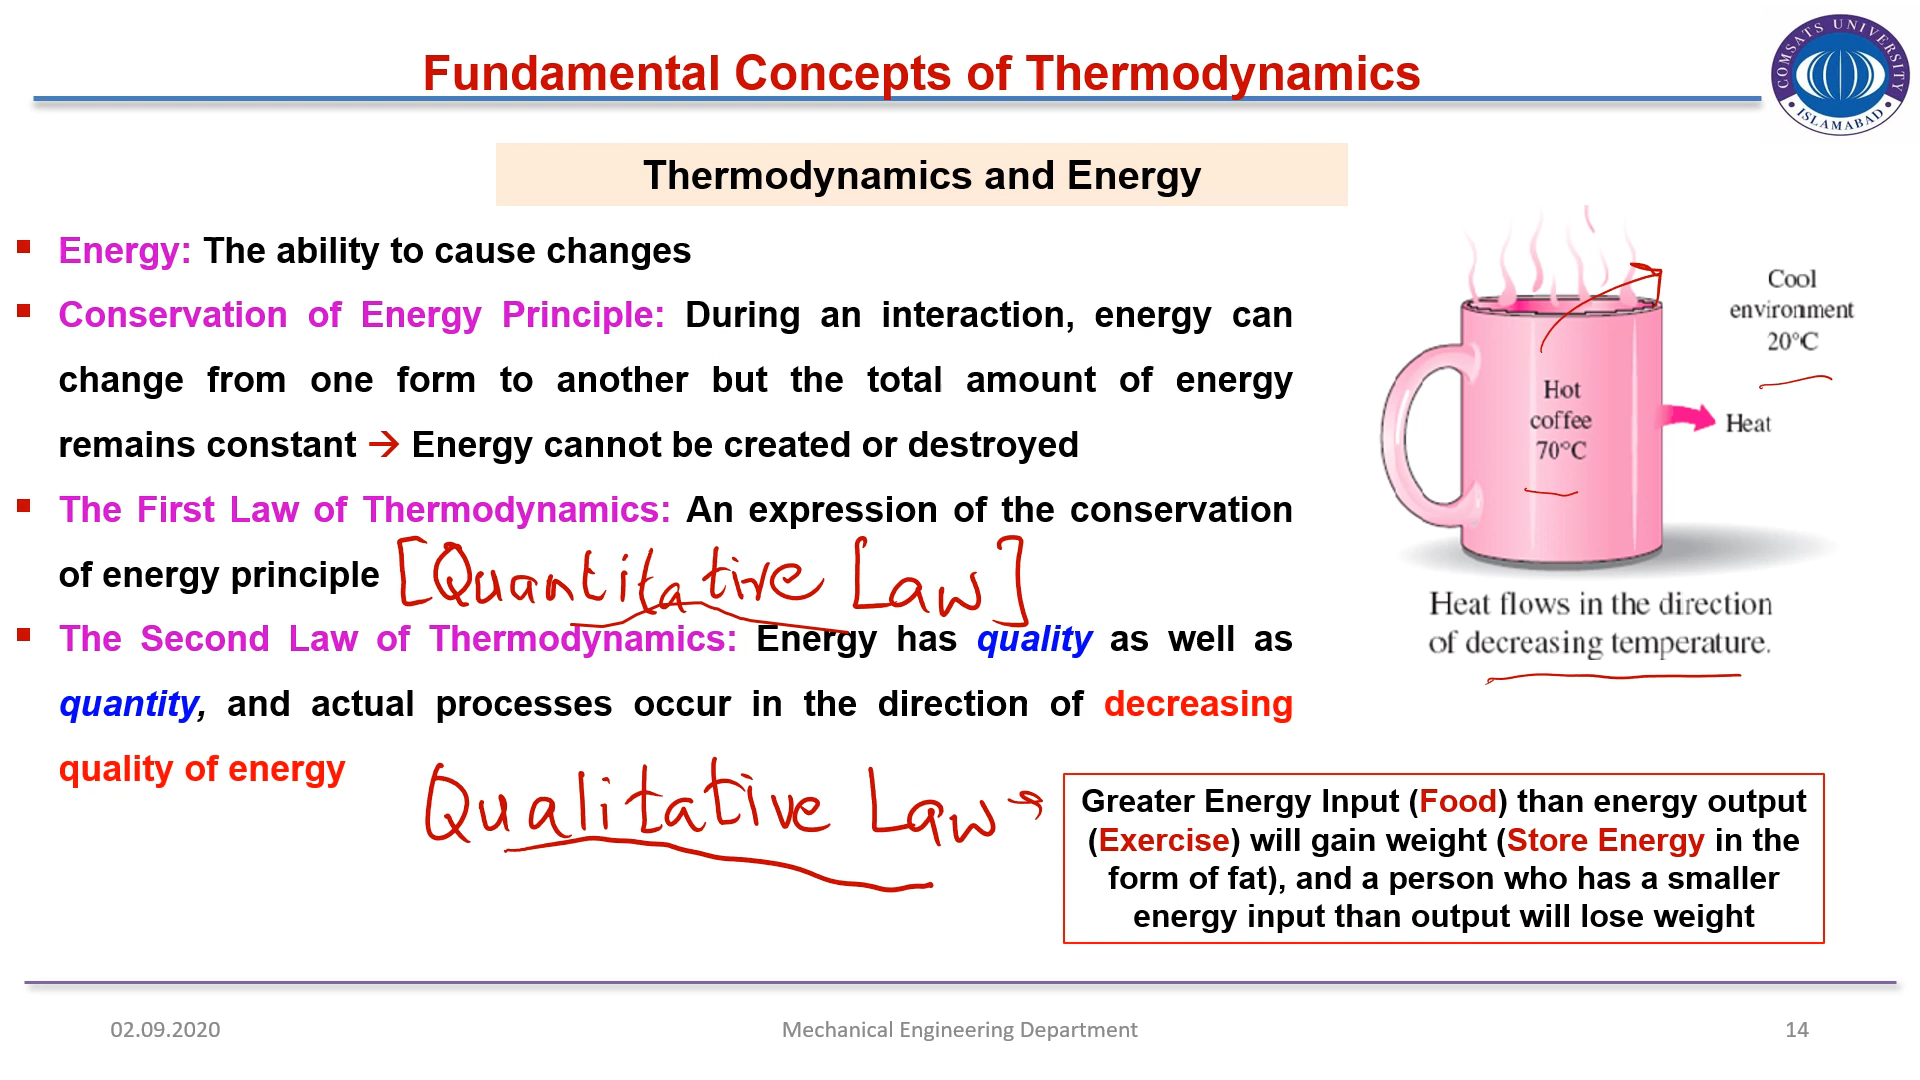 Fundamental Concepts of Thermodynamics
COMSATS UNIVERSITY
ISLAMABAD
Thermodynamics and Energy
Energy: The ability to cause changes
Conservation of Energy Principle: During an interaction, energy can
change from one form to another but the total amount of energy
remains constant → Energy cannot be created or destroyed
The First Law of Thermodynamics: An expression of the conservation
of energy principle [Quantitative Law]
The Second Law of Thermodynamics: Energy has quality as well as
quantity, and actual processes occur in the direction of decreasing
quality of energy
Qualitative Law
Cool
environment
20°C
Hot
coffee
70°C
Heat
Heat flows in the direction
of decreasing temperature.
Greater Energy Input (Food) than energy output
(Exercise) will gain weight (Store Energy in the
form of fat), and a person who has a smaller
energy input than output will lose weight
02.09.2020
Mechanical Engineering Department
14